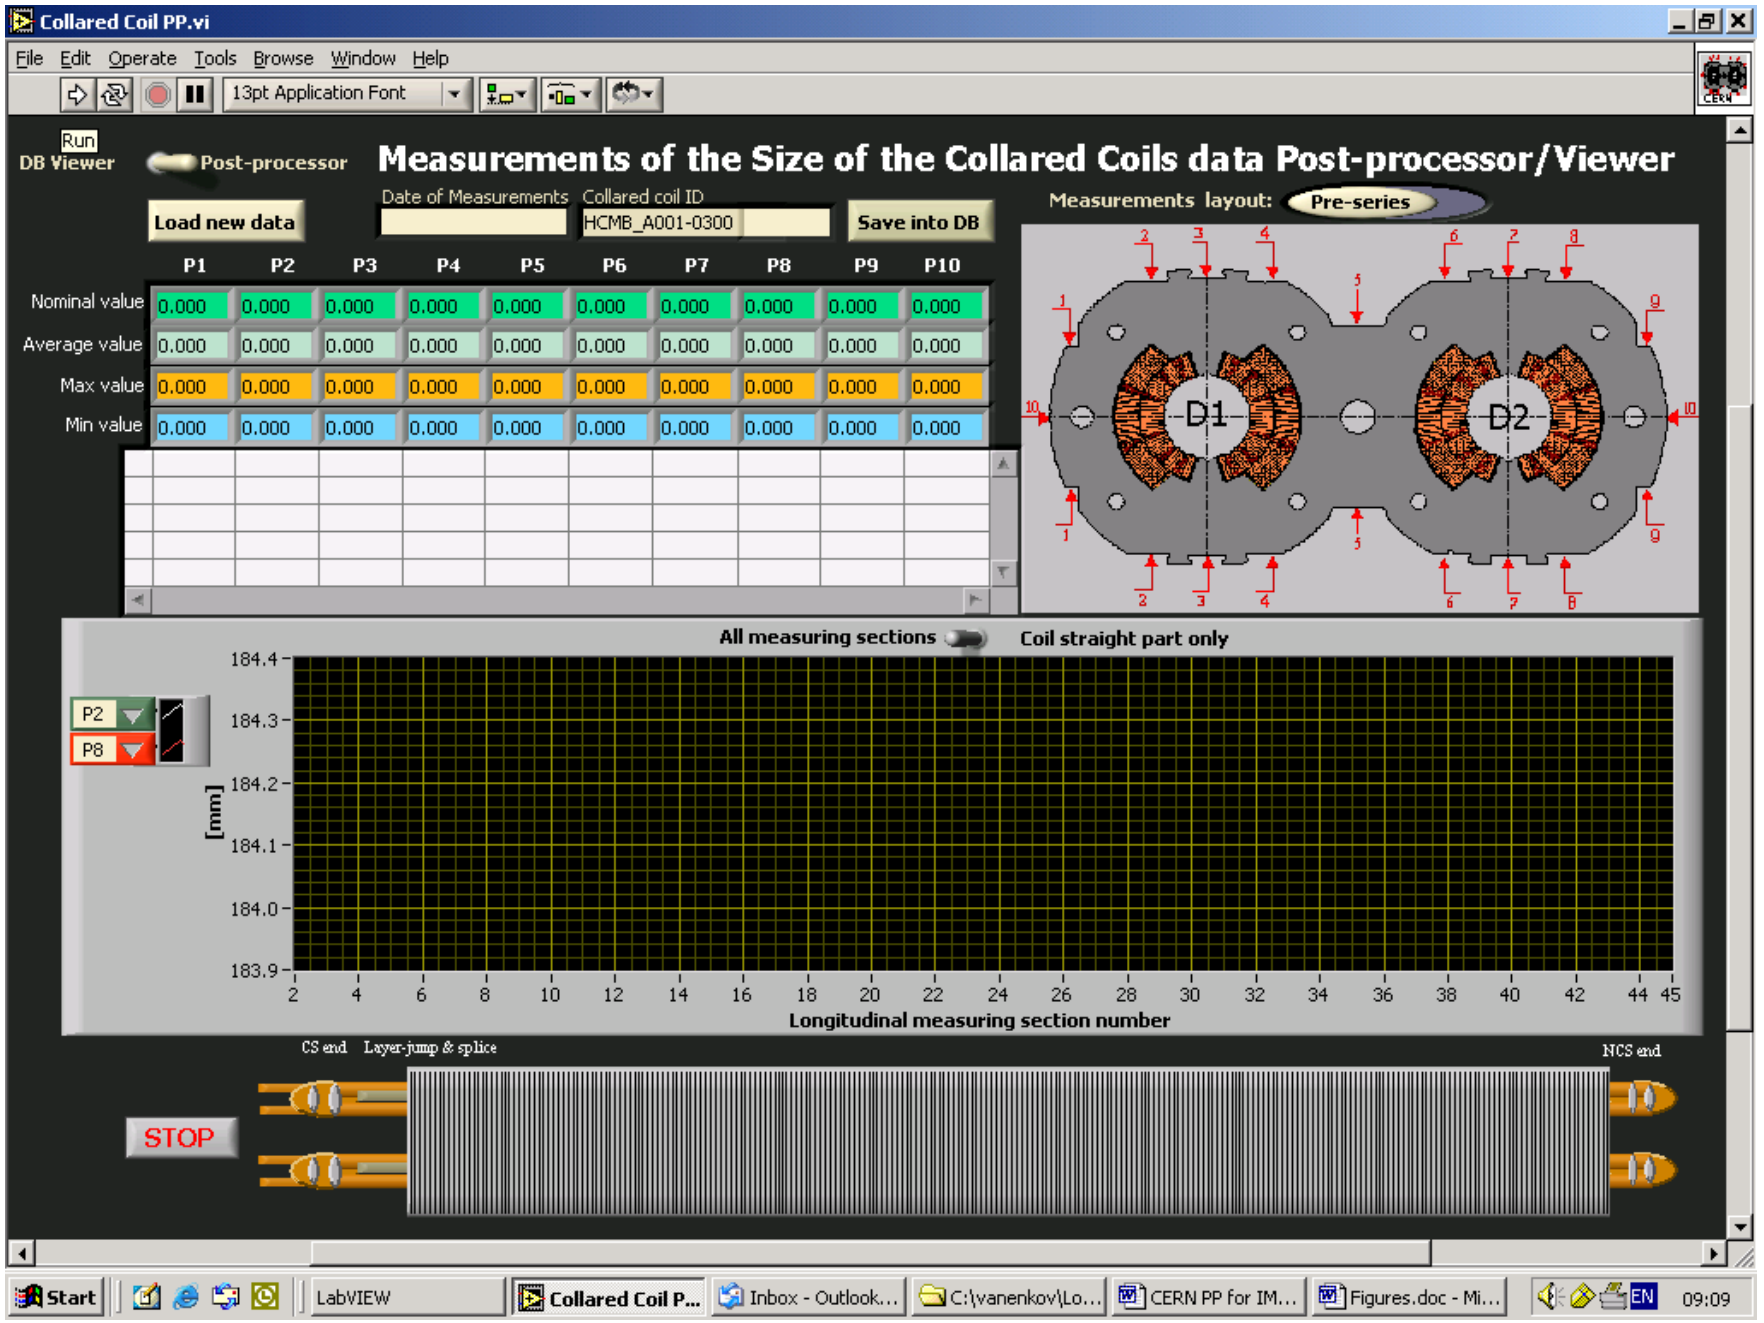 Collared Coil PP.vi
File Edit Operate Tools Browse Window Help
13pt Application Font
CERN
Run
DB Viewer
Post-processor
Measurements of the Size of the Collared Coils data Post-processor/Viewer
Load new data
Date of Measurements
Collared coil ID
HCMB_A001-0300
Save into DB
Measurements layout:
Pre-series
P1 P2 P3 P4 P5 P6 P7 P8 P9 P10
Nominal value 0.000 0.000 0.000 0.000 0.000 0.000 0.000 0.000 0.000 0.000
Average value 0.000 0.000 0.000 0.000 0.000 0.000 0.000 0.000 0.000 0.000
Max value 0.000 0.000 0.000 0.000 0.000 0.000 0.000 0.000 0.000 0.000
Min value 0.000 0.000 0.000 0.000 0.000 0.000 0.000 0.000 0.000 0.000
2 3 4 6 7 8
5
1 9
10 D1 D2 10
1 5 9
2 3 4 6 7 8
All measuring sections
Coil straight part only
P2
P8
184.4
184.3
184.2
184.1
184.0
183.9
[mm]
2 4 6 8 10 12 14 16 18 20 22 24 26 28 30 32 34 36 38 40 42 44 45
Longitudinal measuring section number
CS end Layer-jump & splice
NCS end
STOP
Start
LabVIEW
Collared Coil P...
Inbox - Outlook...
C:\vanenkov\Lo...
CERN PP for IM...
Figures.doc - Mi...
EN
09:09